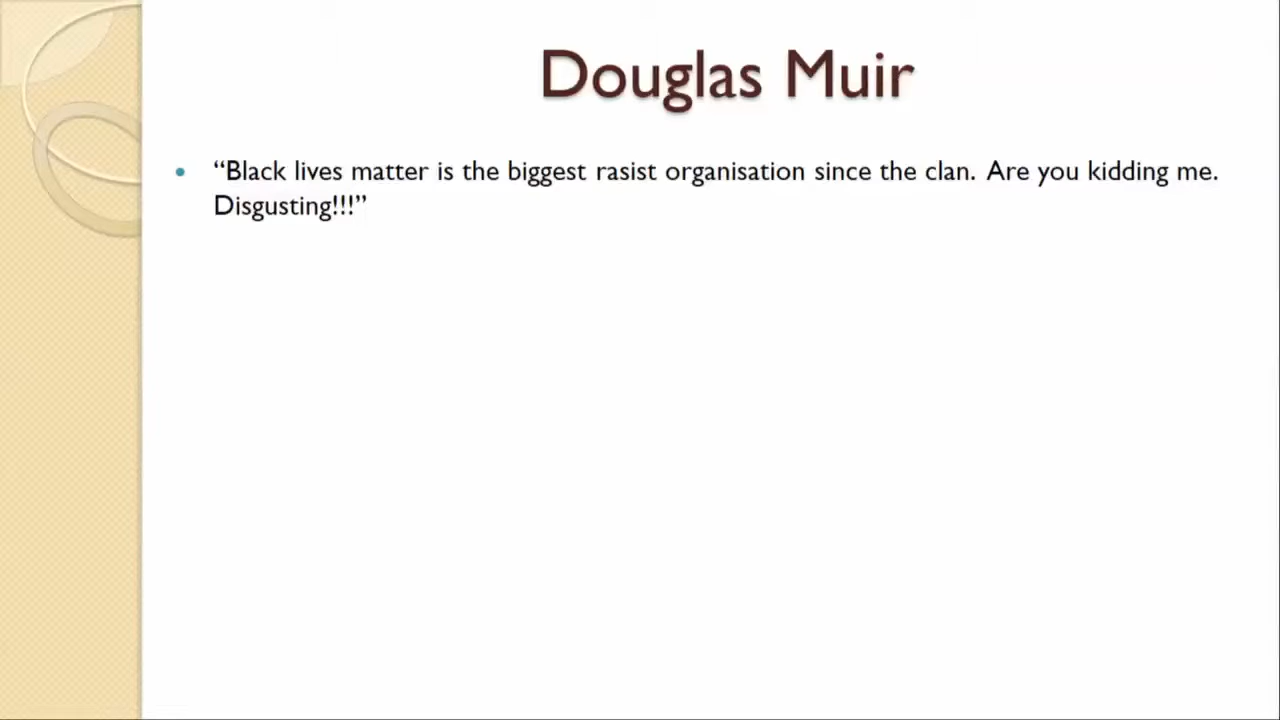 Douglas Muir
“Black lives matter is the biggest rasist organisation since the clan. Are you kidding me.
Disgusting!!!”